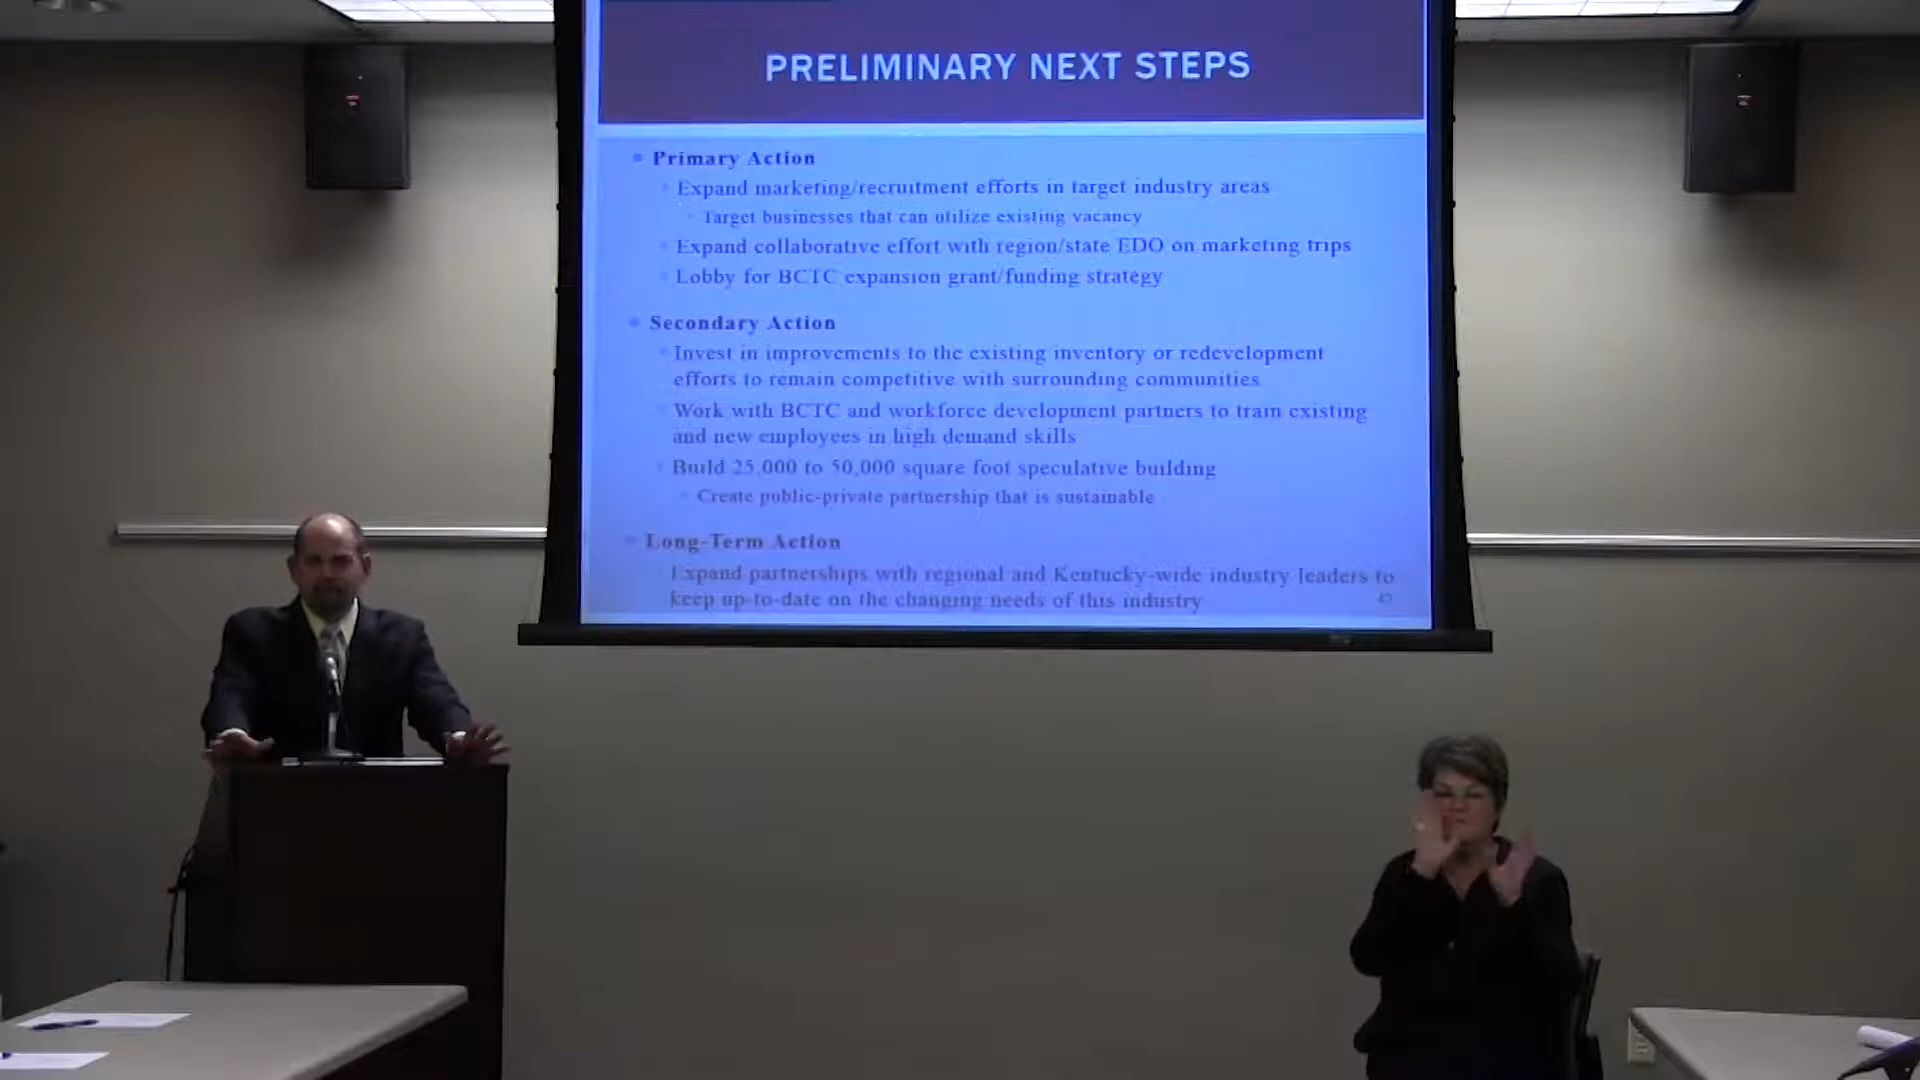 PRELIMINARY NEXT STEPS
Primary Action
Expand marketing/recruitment efforts in target industry areas
Target businesses that can utilize existing vacancy
Expand collaborative effort with region/state EDO on marketing trips
Lobby for BCTC expansion grant/funding strategy
Secondary Action
Invest in improvements to the existing inventory or redevelopment
efforts to remain competitive with surrounding communities
Work with BCTC and workforce development partners to train existing
and new employees in high demand skills
Build 25,000 to 50,000 square foot speculative building
Create public-private partnership that is sustainable
Long-Term Action
Expand partnerships with regional and Kentucky-wide industry leaders to
keep up-to-date on the changing needs of this industry